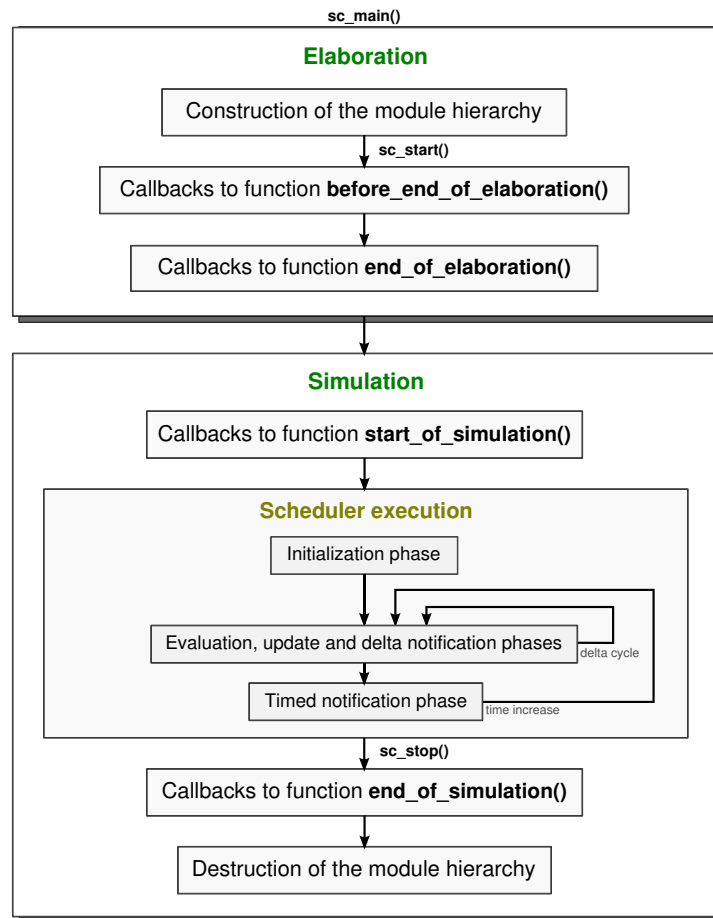 sc_main()
Elaboration
Construction of the module hierarchy
sc_start()
Callbacks to function before_end_of_elaboration()
Callbacks to function end_of_elaboration()
Simulation
Callbacks to function start_of_simulation()
Scheduler execution
Initialization phase
Evaluation, update and delta notification phases
delta cycle
Timed notification phase
time increase
sc_stop()
Callbacks to function end_of_simulation()
Destruction of the module hierarchy